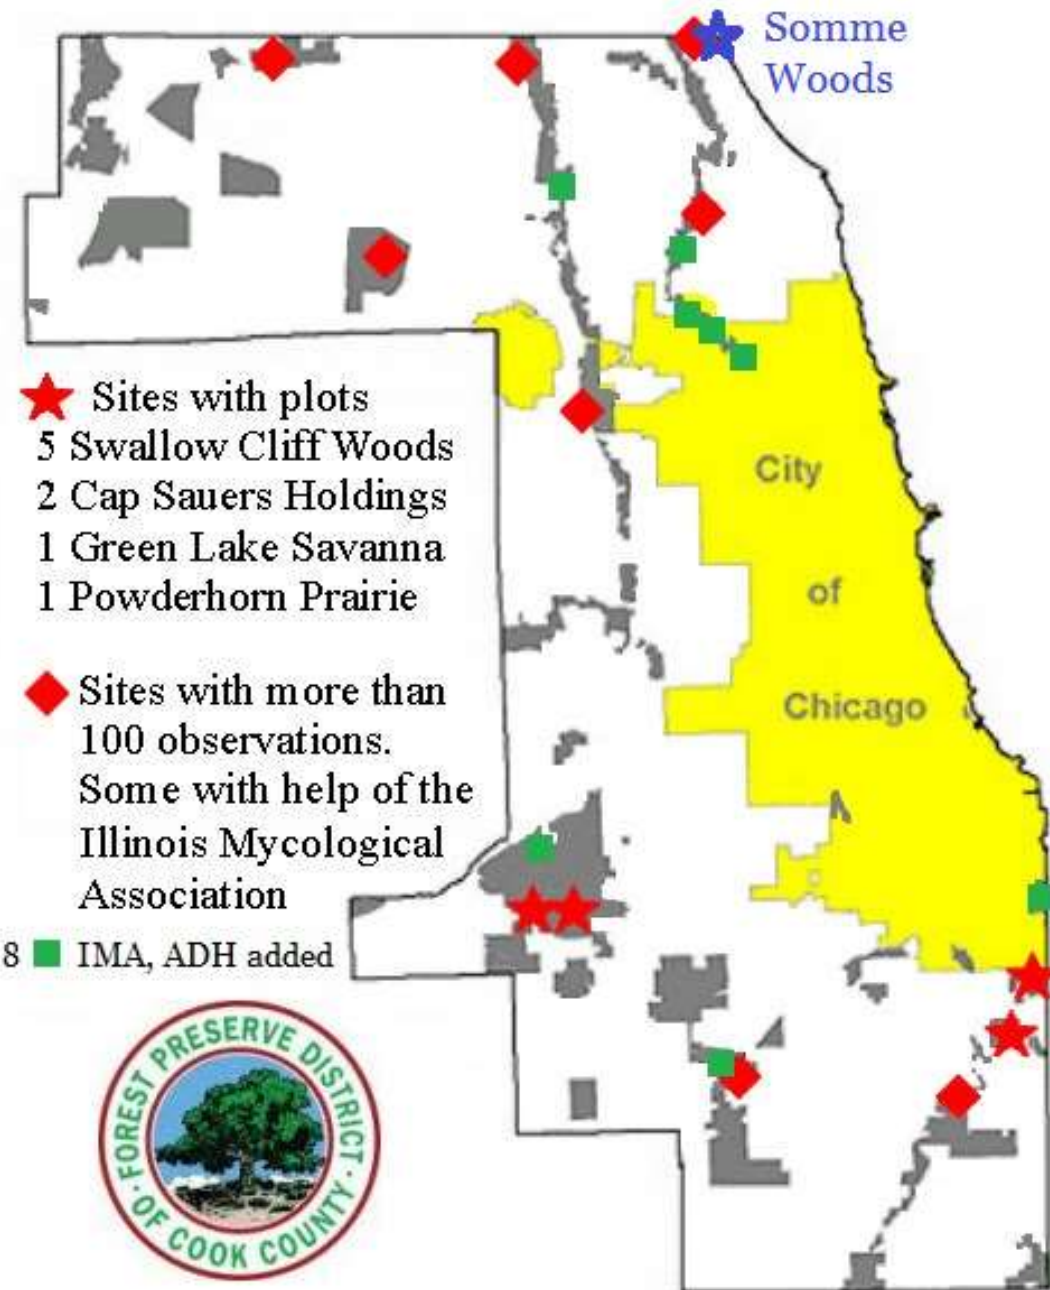 Somme
Woods
Sites with plots
5 Swallow Cliff Woods
2 Cap Sauers Holdings
1 Green Lake Savanna
1 Powderhorn Prairie
City
of
Chicago
Sites with more than
100 observations.
Some with help of the
Illinois Mycological
Association
8 IMA, ADH added
FOREST PRESERVE DISTRICT
OF COOK COUNTY